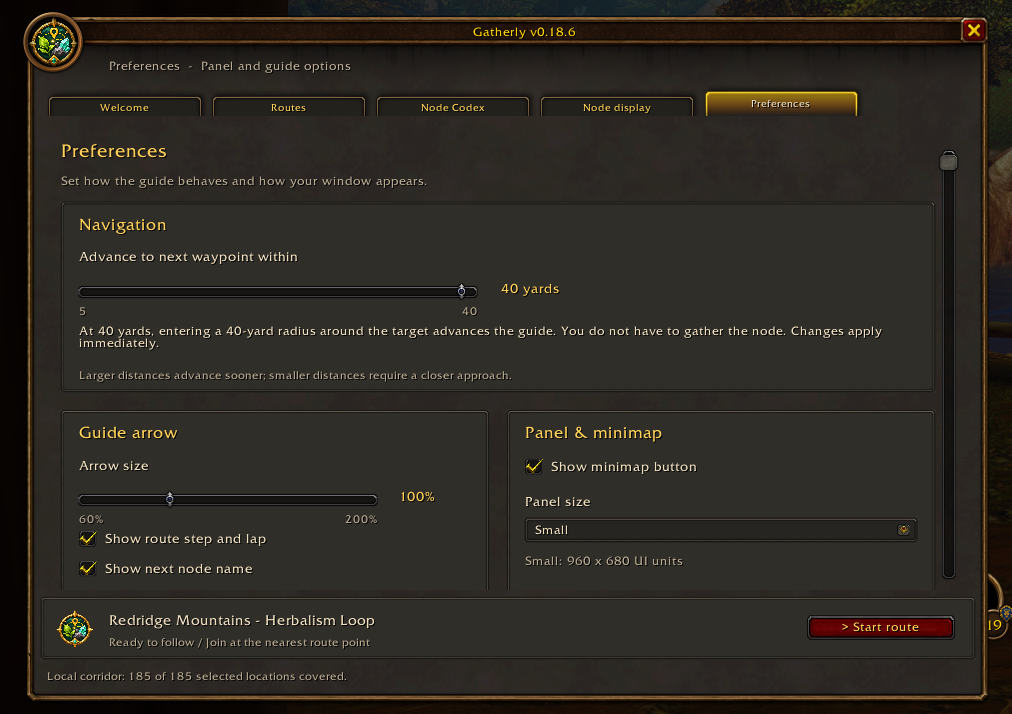 Gatherly v0.18.6
Preferences - Panel and guide options
Welcome
Routes
Node Codex
Node display
Preferences
Preferences
Set how the guide behaves and how your window appears.
Navigation
Advance to next waypoint within
40 yards
5
40
At 40 yards, entering a 40-yard radius around the target advances the guide. You do not have to gather the node. Changes apply
immediately.
Larger distances advance sooner; smaller distances require a closer approach.
Guide arrow
Arrow size
100%
60%
200%
Show route step and lap
Show next node name
Panel & minimap
Show minimap button
Panel size
Small
Small: 960 x 680 UI units
Redridge Mountains - Herbalism Loop
Ready to follow / Join at the nearest route point
> Start route
19
Local corridor: 185 of 185 selected locations covered.